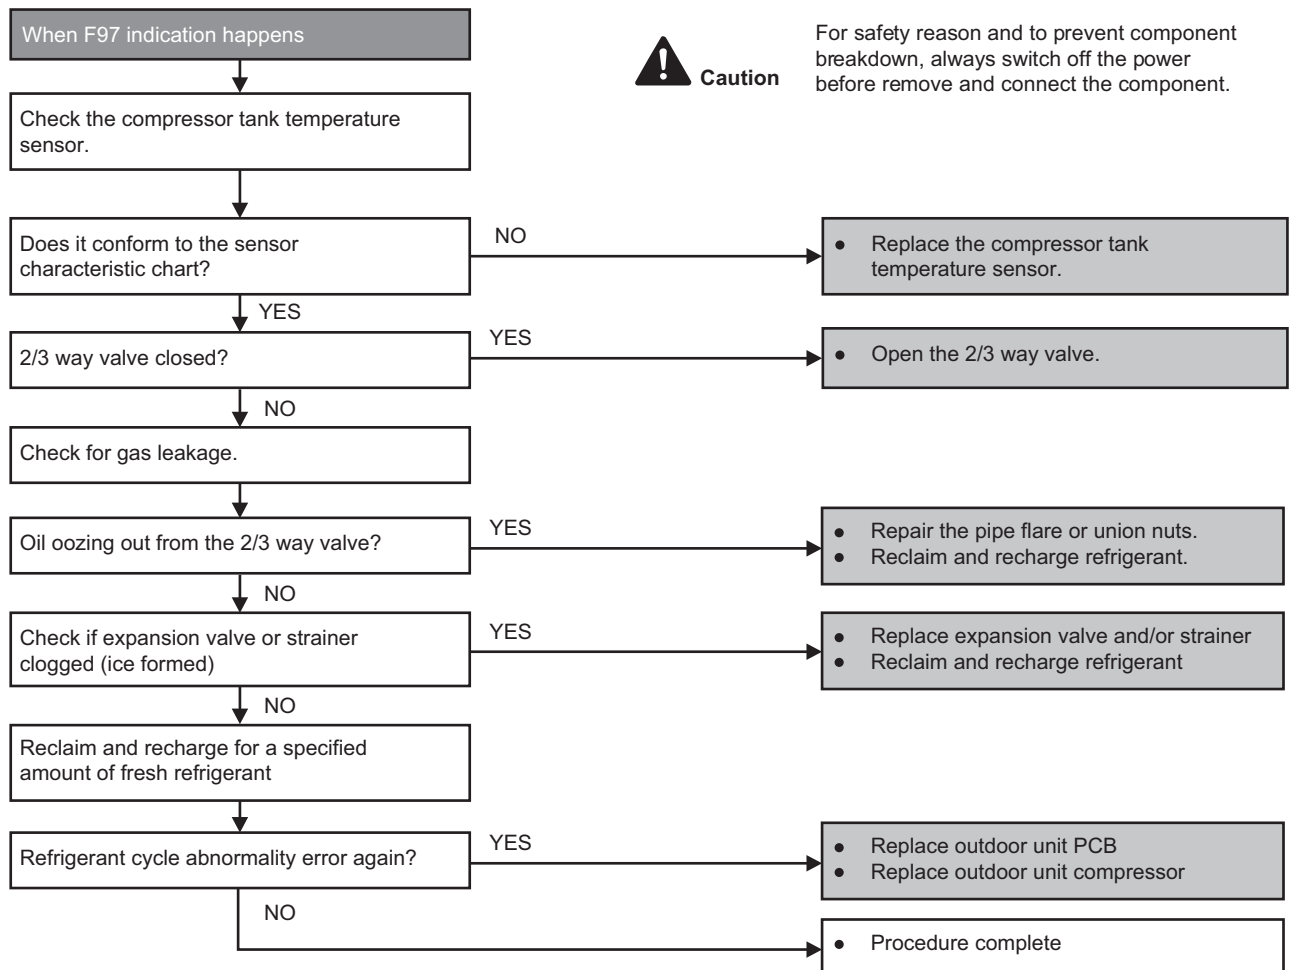 When F97 indication happens
Caution
For safety reason and to prevent component
breakdown, always switch off the power
before remove and connect the component.
Check the compressor tank temperature
sensor.
Does it conform to the sensor
characteristic chart?
NO
● Replace the compressor tank
temperature sensor.
YES
2/3 way valve closed?
YES
● Open the 2/3 way valve.
NO
Check for gas leakage.
Oil oozing out from the 2/3 way valve?
YES
● Repair the pipe flare or union nuts.
● Reclaim and recharge refrigerant.
NO
Check if expansion valve or strainer
clogged (ice formed)
YES
● Replace expansion valve and/or strainer
● Reclaim and recharge refrigerant
NO
Reclaim and recharge for a specified
amount of fresh refrigerant
Refrigerant cycle abnormality error again?
YES
● Replace outdoor unit PCB
● Replace outdoor unit compressor
NO
● Procedure complete